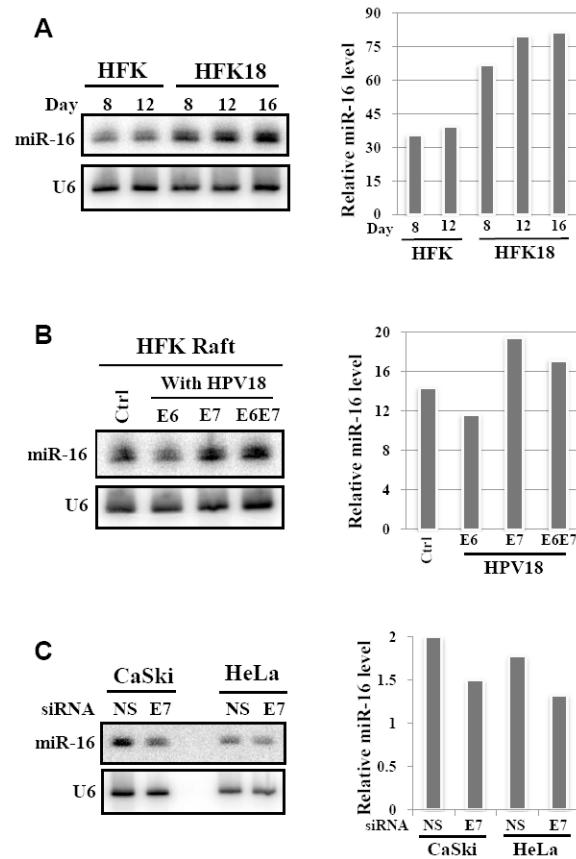 A
HFK HFK18
Day 8 12 8 12 16
miR-16
U6
Relative miR-16 level
90
75
60
45
30
15
0
Day 8 12 8 12 16
HFK HFK18
B
HFK Raft
With HPV18
Ctrl E6 E7 E6E7
miR-16
U6
Relative miR-16 level
20
16
12
8
4
0
Ctrl E6 E7 E6E7
HPV18
C
CaSki HeLa
siRNA NS E7 NS E7
miR-16
U6
Relative miR-16 level
2
1.5
1
0.5
0
siRNA NS E7 NS E7
CaSki HeLa